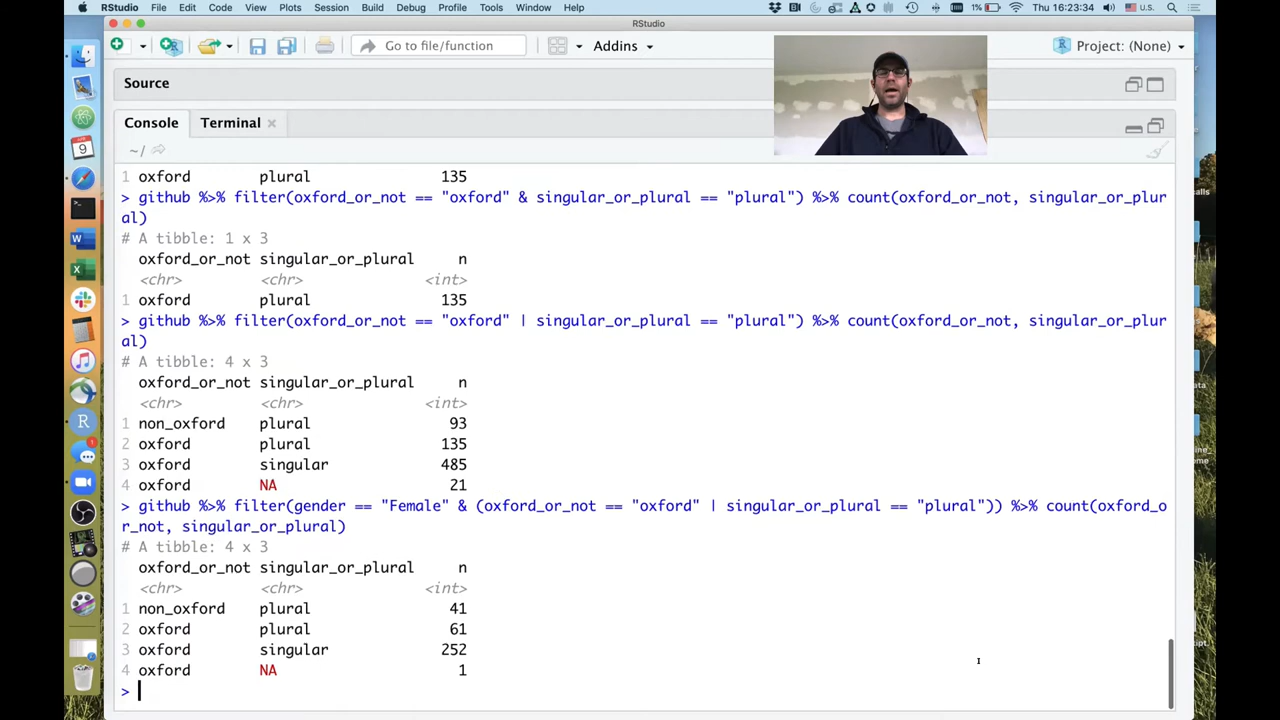 RStudio File Edit Code View Plots Session Build Debug Profile Tools Window Help 1% Thu 16:23:34 U.S.
RStudio
Go to file/function Addins Project: (None)
Source
Console Terminal
~/
1 oxford plural 135
> github %>% filter(oxford_or_not == "oxford" & singular_or_plural == "plural") %>% count(oxford_or_not, singular_or_plur
al)
# A tibble: 1 x 3
oxford_or_not singular_or_plural n
<chr> <chr> <int>
1 oxford plural 135
> github %>% filter(oxford_or_not == "oxford" | singular_or_plural == "plural") %>% count(oxford_or_not, singular_or_plur
al)
# A tibble: 4 x 3
oxford_or_not singular_or_plural n
<chr> <chr> <int>
1 non_oxford plural 93
2 oxford plural 135
3 oxford singular 485
4 oxford NA 21
> github %>% filter(gender == "Female" & (oxford_or_not == "oxford" | singular_or_plural == "plural")) %>% count(oxford_o
r_not, singular_or_plural)
# A tibble: 4 x 3
oxford_or_not singular_or_plural n
<chr> <chr> <int>
1 non_oxford plural 41
2 oxford plural 61
3 oxford singular 252
4 oxford NA 1
>